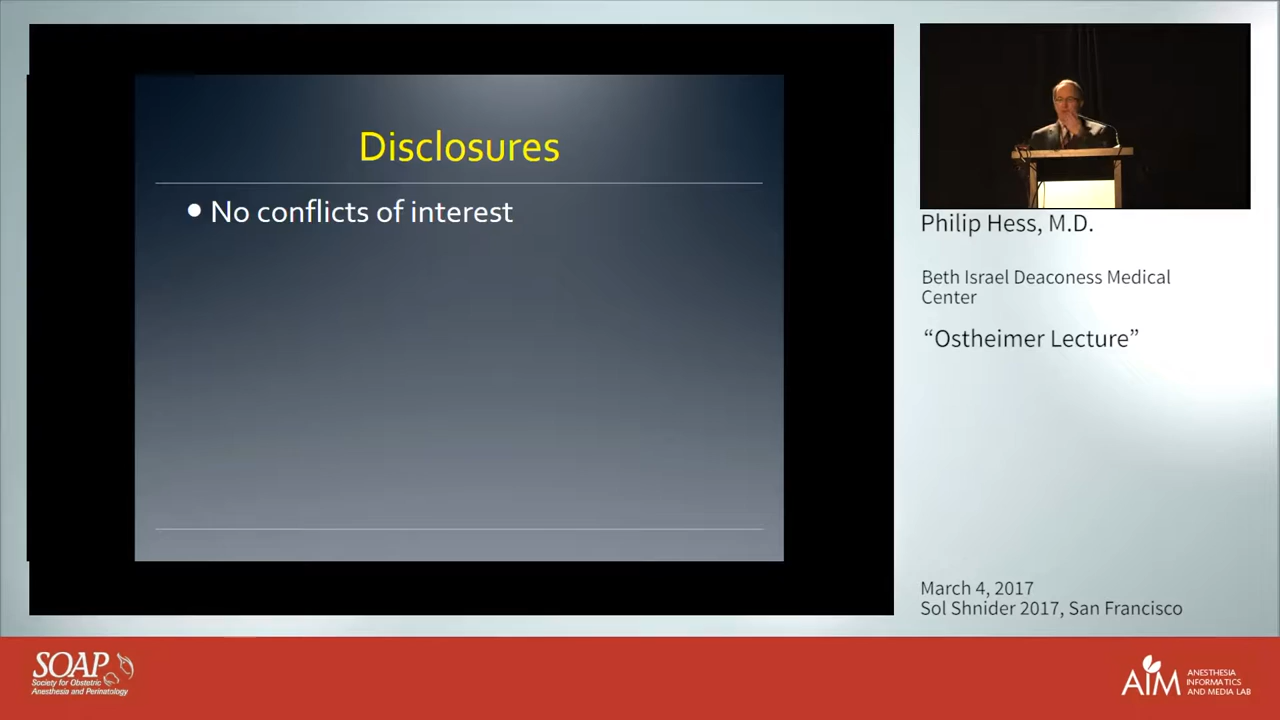 Disclosures
• No conflicts of interest
Philip Hess, M.D.
Beth Israel Deaconess Medical
Center
“Ostheimer Lecture”
March 4, 2017
Sol Shnider 2017, San Francisco
SOAP
Society for Obstetric
Anesthesia and Perinatology
AIM
ANESTHESIA
INFORMATICS
AND MEDIA LAB